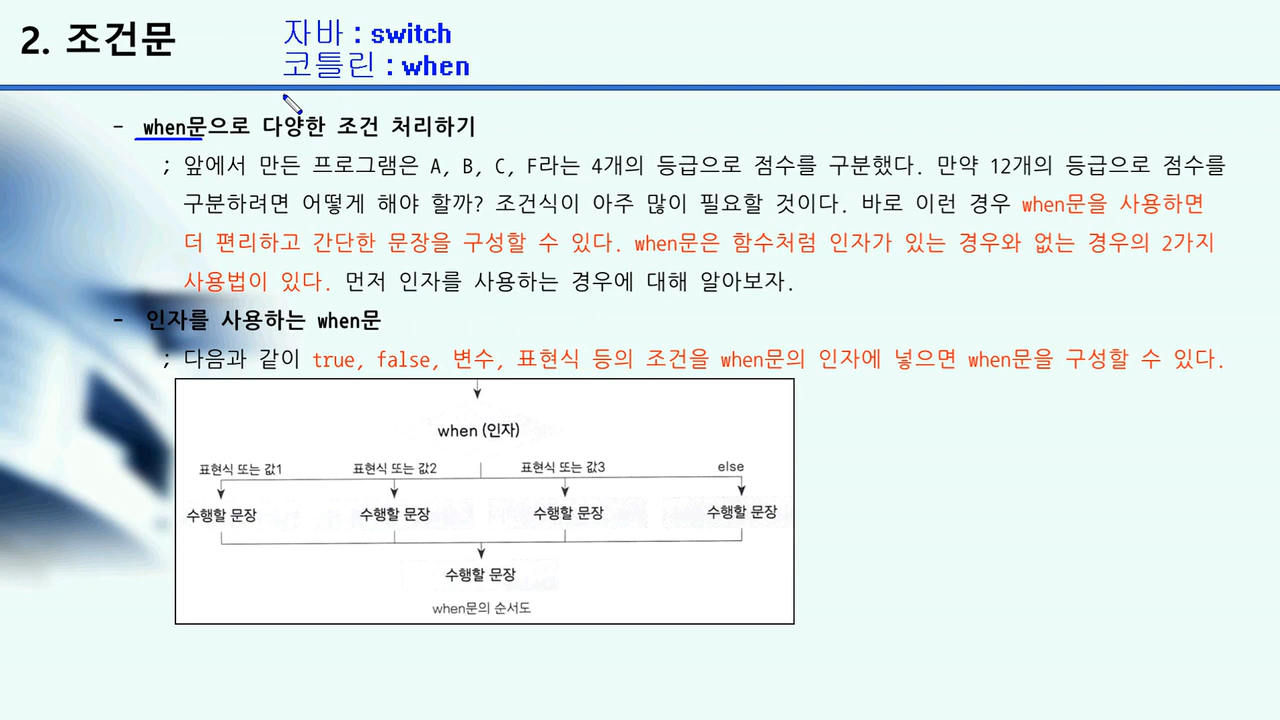 2. 조건문
자바 : switch
코틀린 : when
- when문으로 다양한 조건 처리하기
; 앞에서 만든 프로그램은 A, B, C, F라는 4개의 등급으로 점수를 구분했다. 만약 12개의 등급으로 점수를
구분하려면 어떻게 해야 할까? 조건식이 아주 많이 필요할 것이다. 바로 이런 경우 when문을 사용하면
더 편리하고 간단한 문장을 구성할 수 있다. when문은 함수처럼 인자가 있는 경우와 없는 경우의 2가지
사용법이 있다. 먼저 인자를 사용하는 경우에 대해 알아보자.
- 인자를 사용하는 when문
; 다음과 같이 true, false, 변수, 표현식 등의 조건을 when문의 인자에 넣으면 when문을 구성할 수 있다.
when (인자)
표현식 또는 값1 표현식 또는 값2 표현식 또는 값3 else
수행할 문장 수행할 문장 수행할 문장 수행할 문장
수행할 문장
when문의 순서도